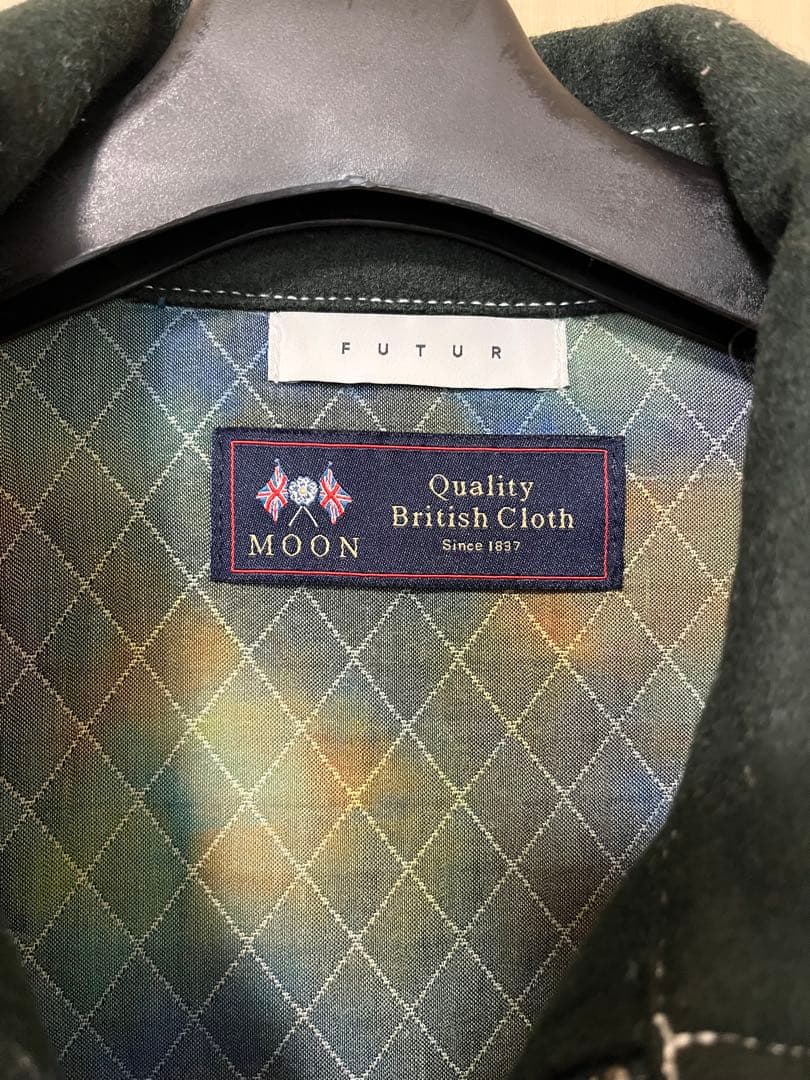 FUTUR
MOON
Quality
British Cloth
Since 1837